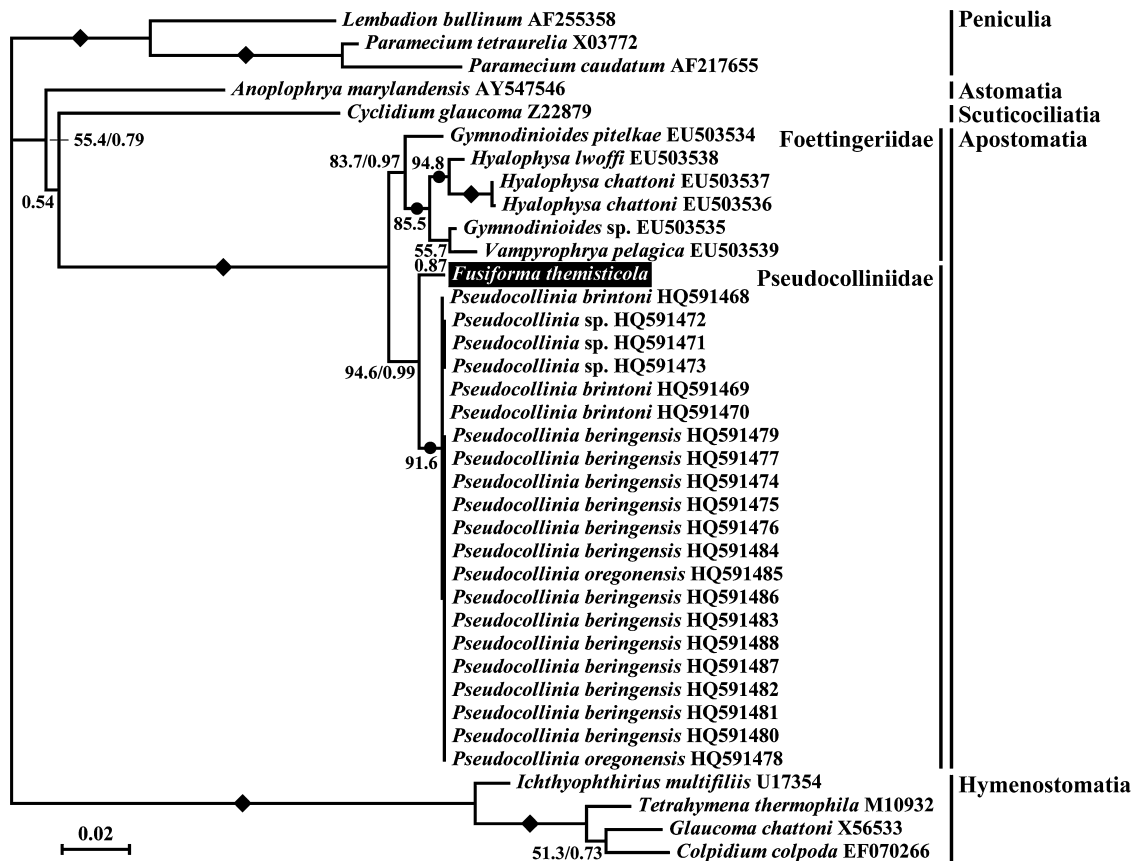 Lembadion bullinum AF255358
Peniculia
Paramecium tetraurelia X03772
Paramecium caudatum AF217655
Anoplophrya marylandensis AY547546
Astomatia
Cyclidium glaucoma Z22879
Scuticociliatia
55.4/0.79
Gymnodinioides pitelkae EU503534
Foettingeriidae
Apostomatia
83.7/0.97
94.8
Hyalophysa lwoffi EU503538
Hyalophysa chattoni EU503537
0.54
Hyalophysa chattoni EU503536
85.5
Gymnodinioides sp. EU503535
55.7
Vampyrophrya pelagica EU503539
0.87
Fusiforma themisticola
Pseudocolliniidae
Pseudocollinia brintoni HQ591468
Pseudocollinia sp. HQ591472
Pseudocollinia sp. HQ591471
Pseudocollinia sp. HQ591473
94.6/0.99
Pseudocollinia brintoni HQ591469
Pseudocollinia brintoni HQ591470
Pseudocollinia beringensis HQ591479
91.6
Pseudocollinia beringensis HQ591477
Pseudocollinia beringensis HQ591474
Pseudocollinia beringensis HQ591475
Pseudocollinia beringensis HQ591476
Pseudocollinia beringensis HQ591484
Pseudocollinia oregonensis HQ591485
Pseudocollinia beringensis HQ591486
Pseudocollinia beringensis HQ591483
Pseudocollinia beringensis HQ591488
Pseudocollinia beringensis HQ591487
Pseudocollinia beringensis HQ591482
Pseudocollinia beringensis HQ591481
Pseudocollinia beringensis HQ591480
Pseudocollinia oregonensis HQ591478
Ichthyophthirius multifiliis U17354
Hymenostomatia
Tetrahymena thermophila M10932
0.02
Glaucoma chattoni X56533
51.3/0.73
Colpidium colpoda EF070266